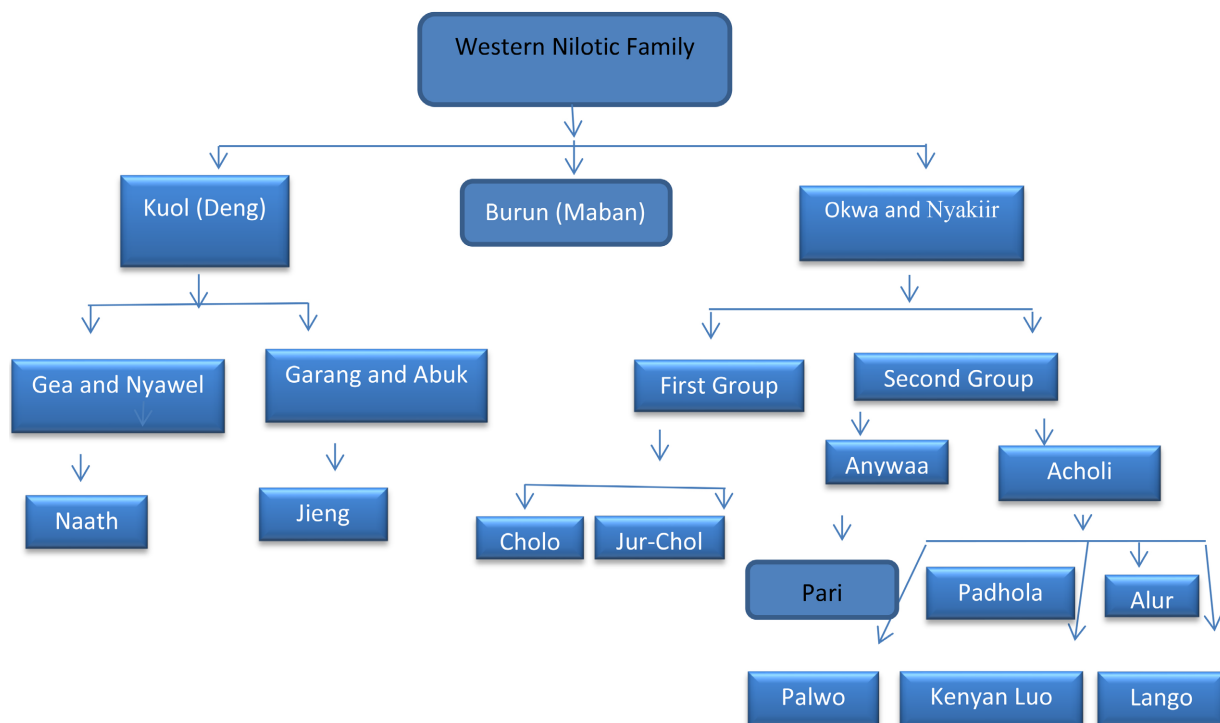 Western Nilotic Family
Kuol (Deng)
Burun (Maban)
Okwa and Nyakiir
Gea and Nyawel
Garang and Abuk
First Group
Second Group
Anywaa
Acholi
Naath
Jieng
Cholo
Jur-Chol
Pari
Padhola
Alur
Palwo
Kenyan Luo
Lango